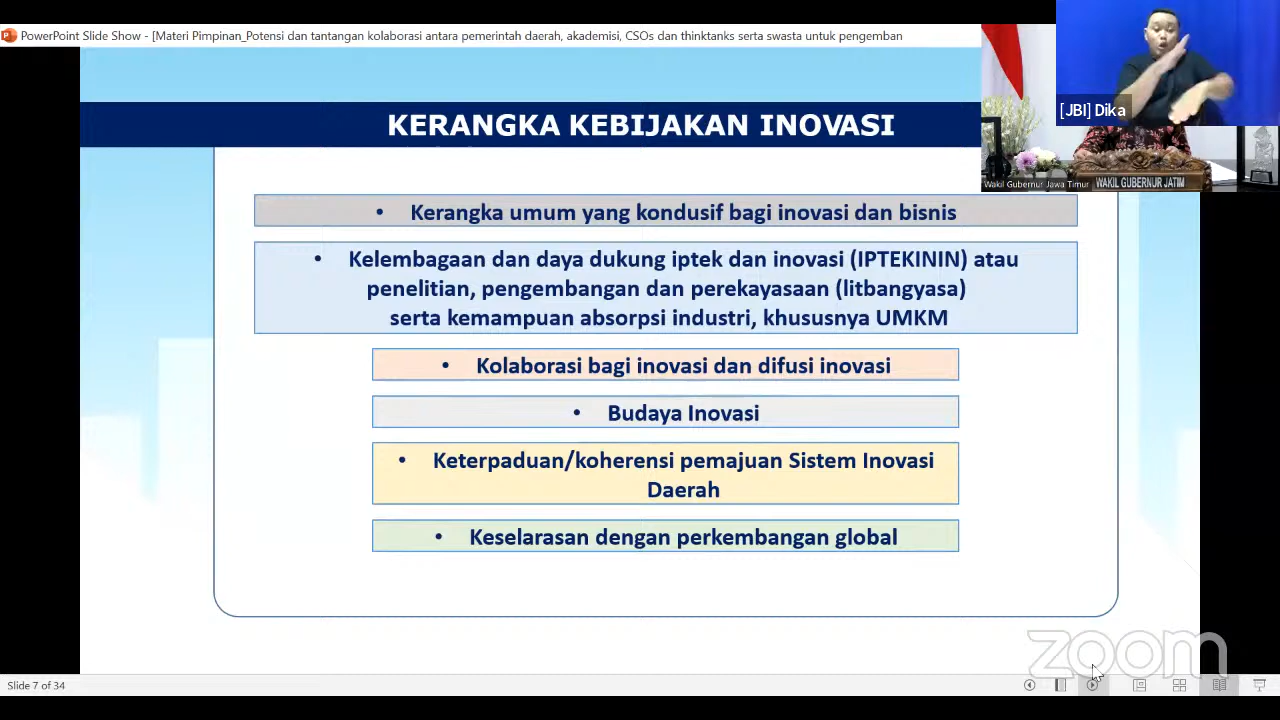 PowerPoint Slide Show - [Materi Pimpinan_Potensi dan tantangan kolaborasi antara pemerintah daerah, akademisi, CSOs dan thinktanks serta swasta untuk pengemban
[JBI] Dika
KERANGKA KEBIJAKAN INOVASI
Wakil Gubernur Jawa Timur
WAKIL GUBERNUR JATIM
• Kerangka umum yang kondusif bagi inovasi dan bisnis
• Kelembagaan dan daya dukung iptek dan inovasi (IPTEKININ) atau
penelitian, pengembangan dan perekayasaan (litbangyasa)
serta kemampuan absorpsi industri, khususnya UMKM
• Kolaborasi bagi inovasi dan difusi inovasi
• Budaya Inovasi
• Keterpaduan/koherensi pemajuan Sistem Inovasi
Daerah
• Keselarasan dengan perkembangan global
zoom
Slide 7 of 34